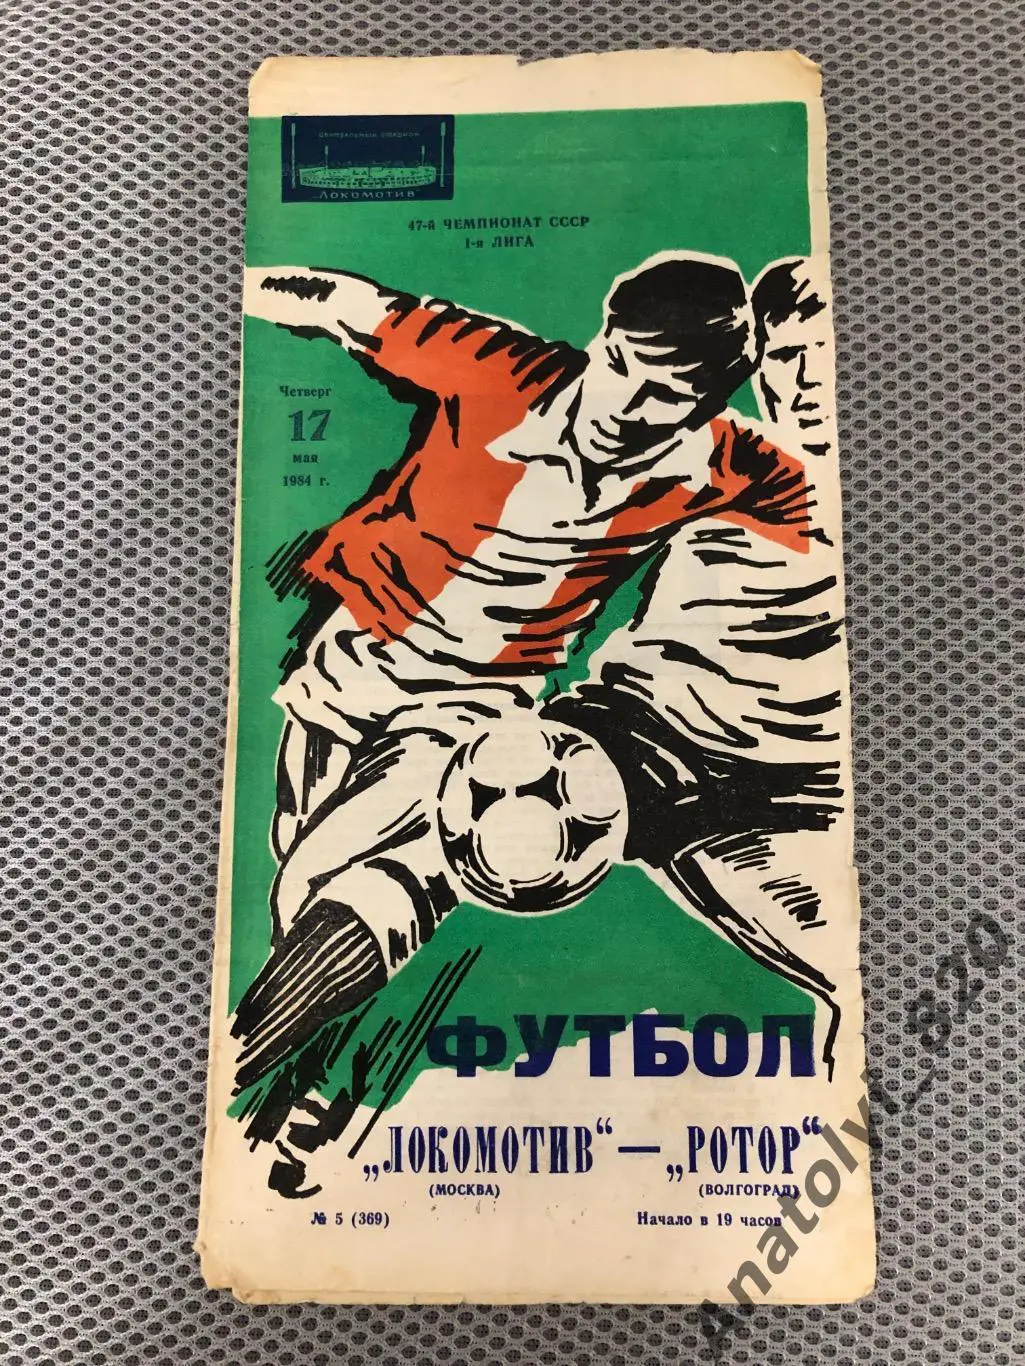 Центральный стадион
„Локомотив"
47-й ЧЕМПИОНАТ СССР
1-я ЛИГА
Четверг
17
мая
1984 г.
ФУТБОЛ
„ЛОКОМОТИВ“ — „РОТОР“
(МОСКВА) (ВОЛГОГРАД)
№ 5 (369) Начало в 19 часов
Anatolyi_820